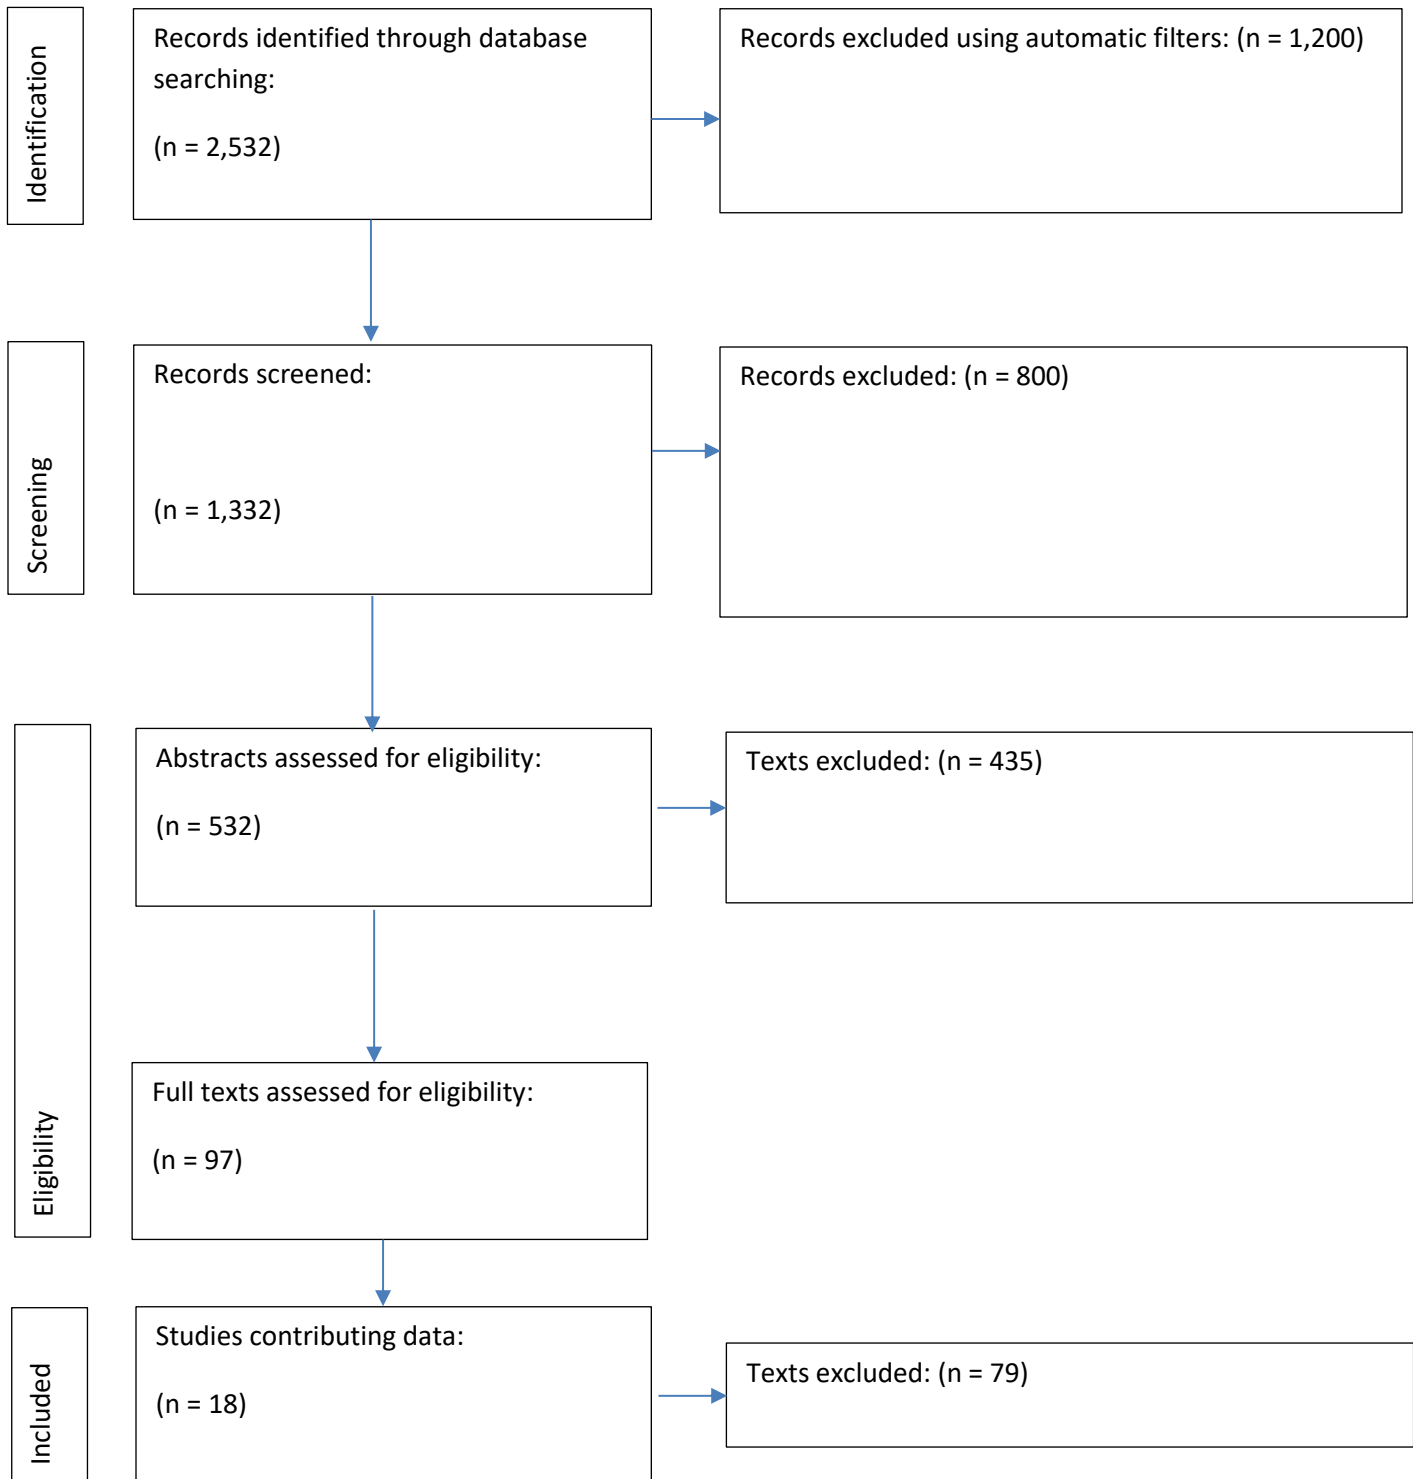 Identification
Records identified through database
searching:
(n = 2,532)
Records excluded using automatic filters: (n = 1,200)
Screening
Records screened:
(n = 1,332)
Records excluded: (n = 800)
Eligibility
Abstracts assessed for eligibility:
(n = 532)
Texts excluded: (n = 435)
Full texts assessed for eligibility:
(n = 97)
Included
Studies contributing data:
(n = 18)
Texts excluded: (n = 79)